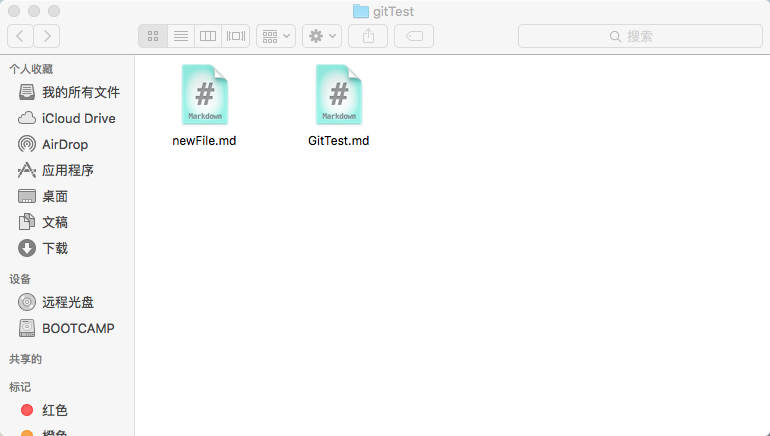 gitTest
搜索
个人收藏
我的所有文件
iCloud Drive
AirDrop
应用程序
桌面
文稿
下载
设备
远程光盘
BOOTCAMP
共享的
标记
红色
橙色
#
Markdown
newFile.md
#
Markdown
GitTest.md